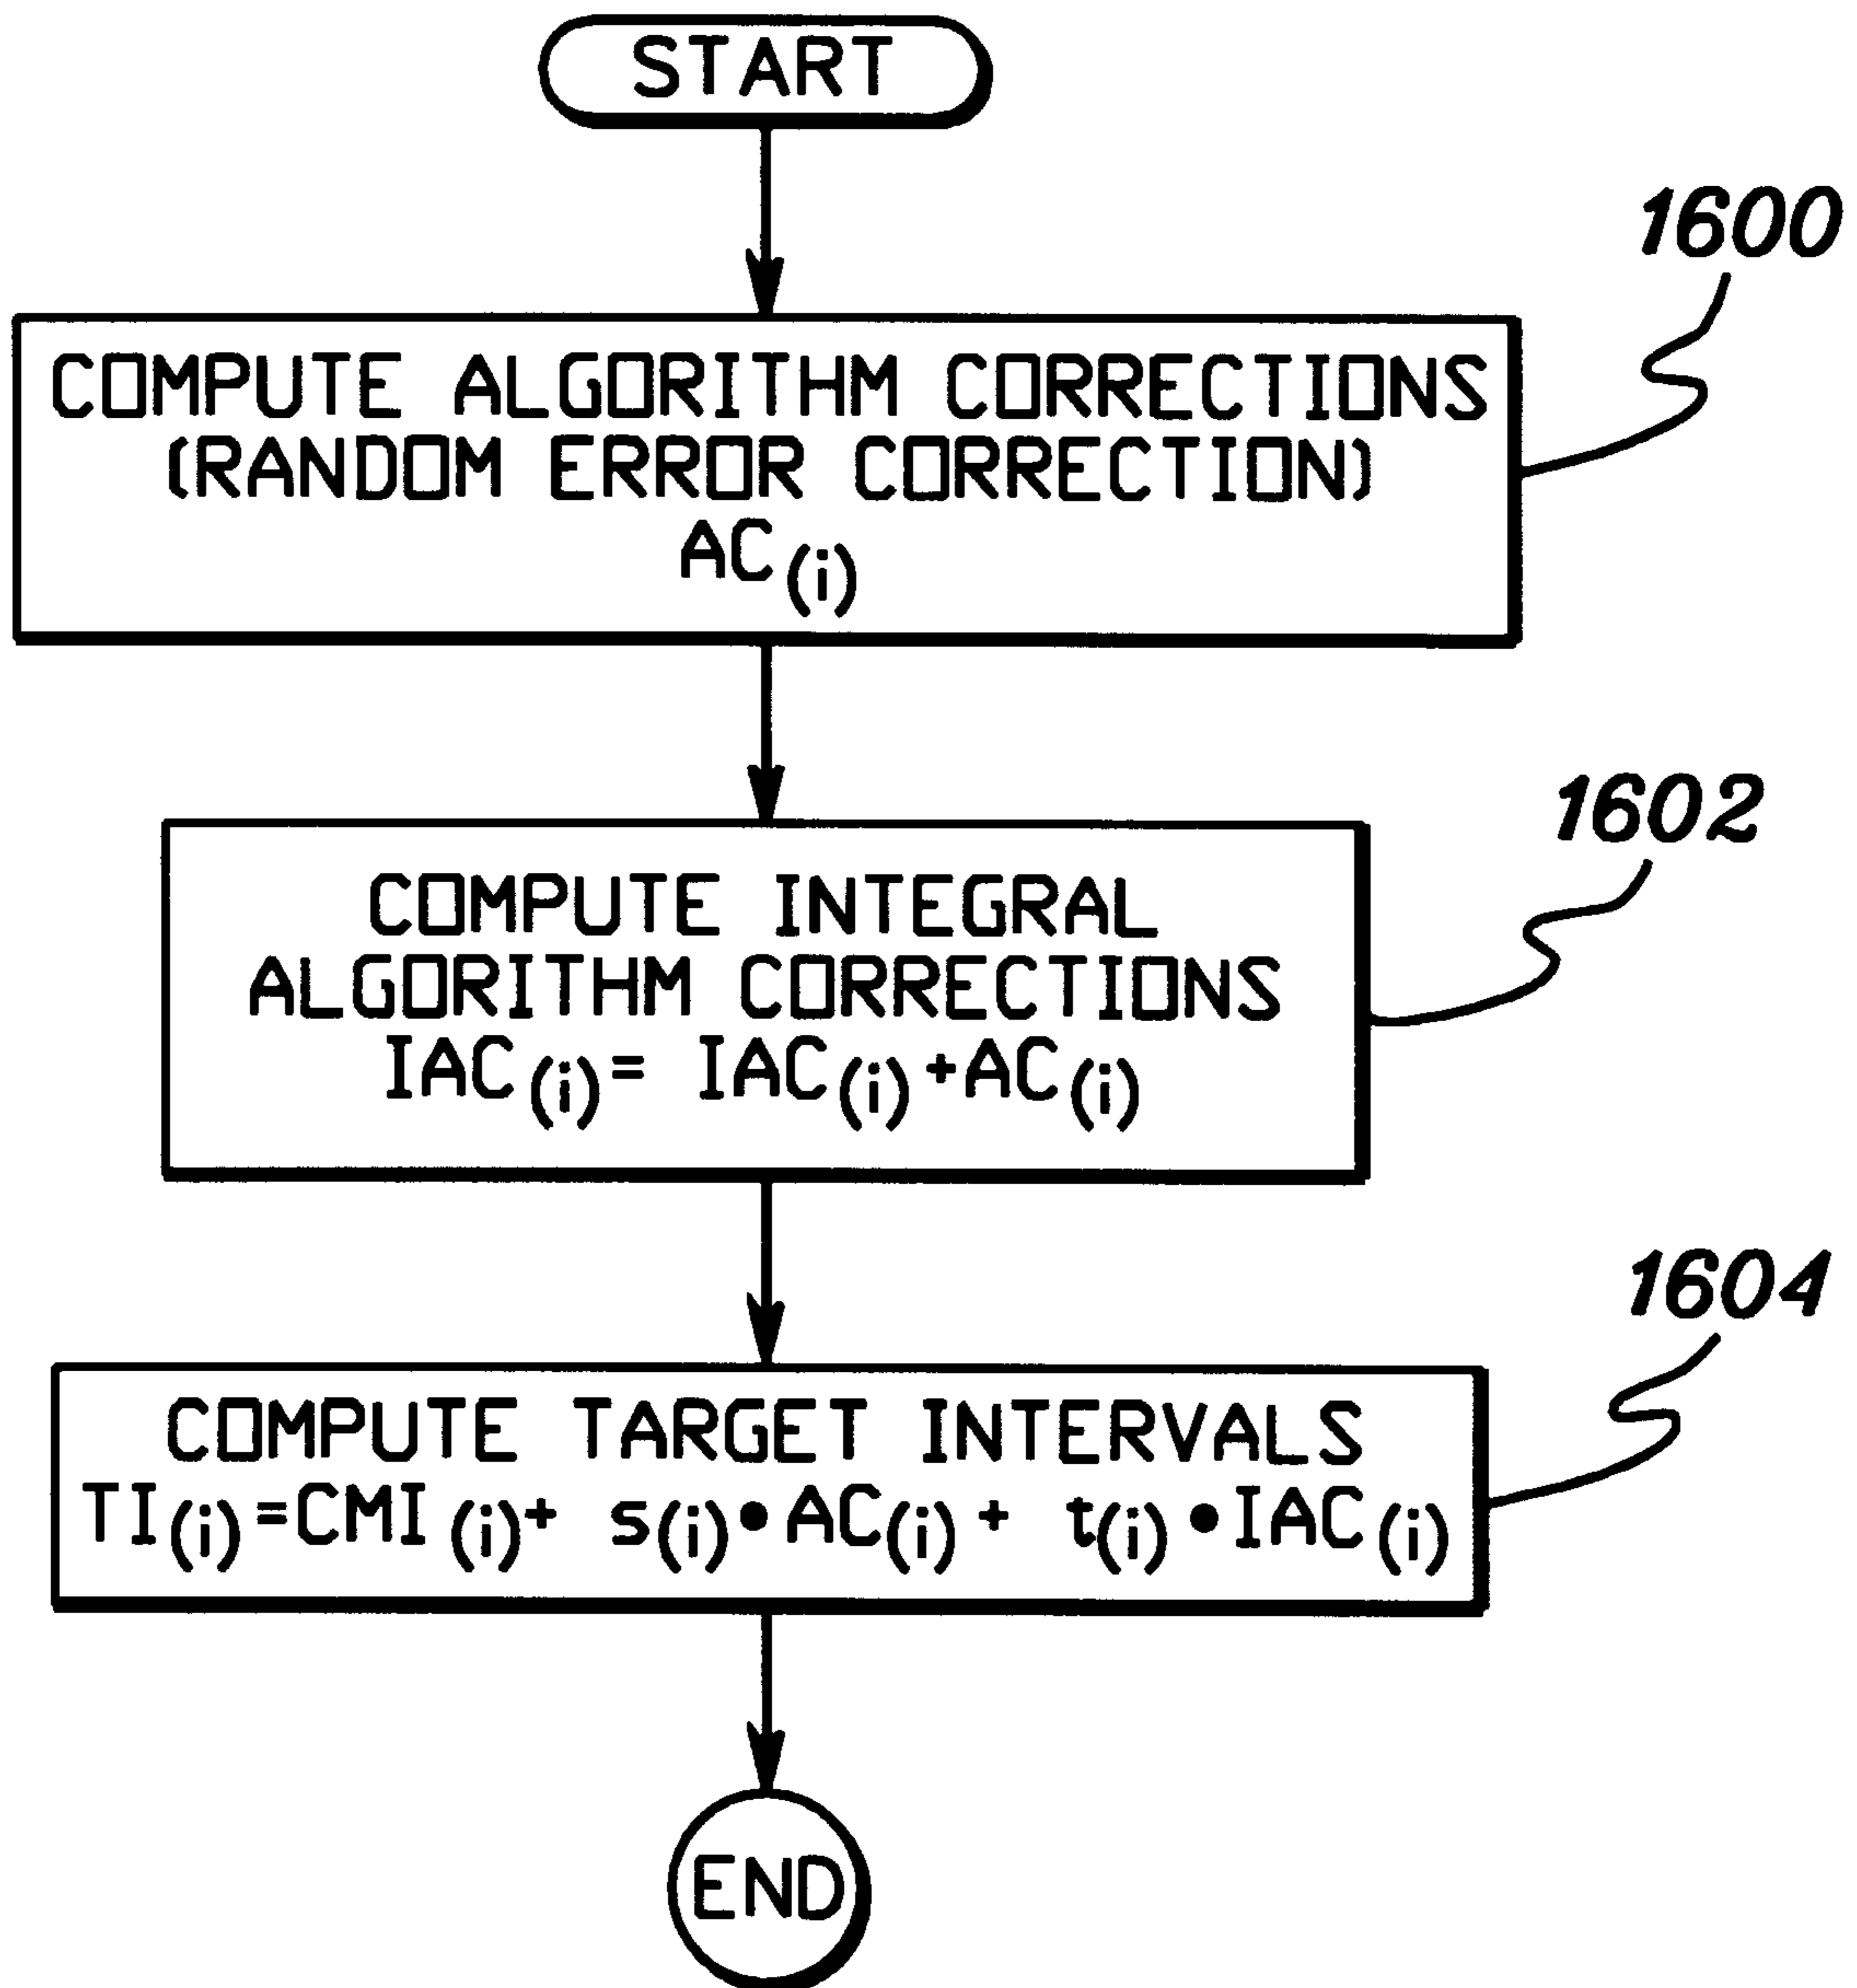 START
1600
COMPUTE ALGORITHM CORRECTIONS
(RANDOM ERROR CORRECTION)
AC(i)
1602
COMPUTE INTEGRAL
ALGORITHM CORRECTIONS
IAC(i)= IAC(i)+AC(i)
1604
COMPUTE TARGET INTERVALS
TI(i)=CMI(i)+ s(i)●AC(i)+ t(i)●IAC(i)
END